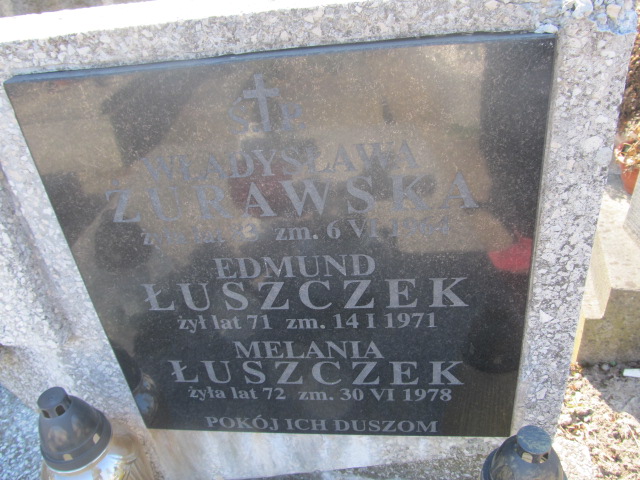 Ś P
WŁADYSŁAWA
ŻURAWSKA
zm. 6 VI
EDMUND
ŁUSZCZEK
żył lat 71 zm. 14 I 1971
MELANIA
ŁUSZCZEK
żyła lat 72 zm. 30 VI 1978
POKÓJ ICH DUSZOM